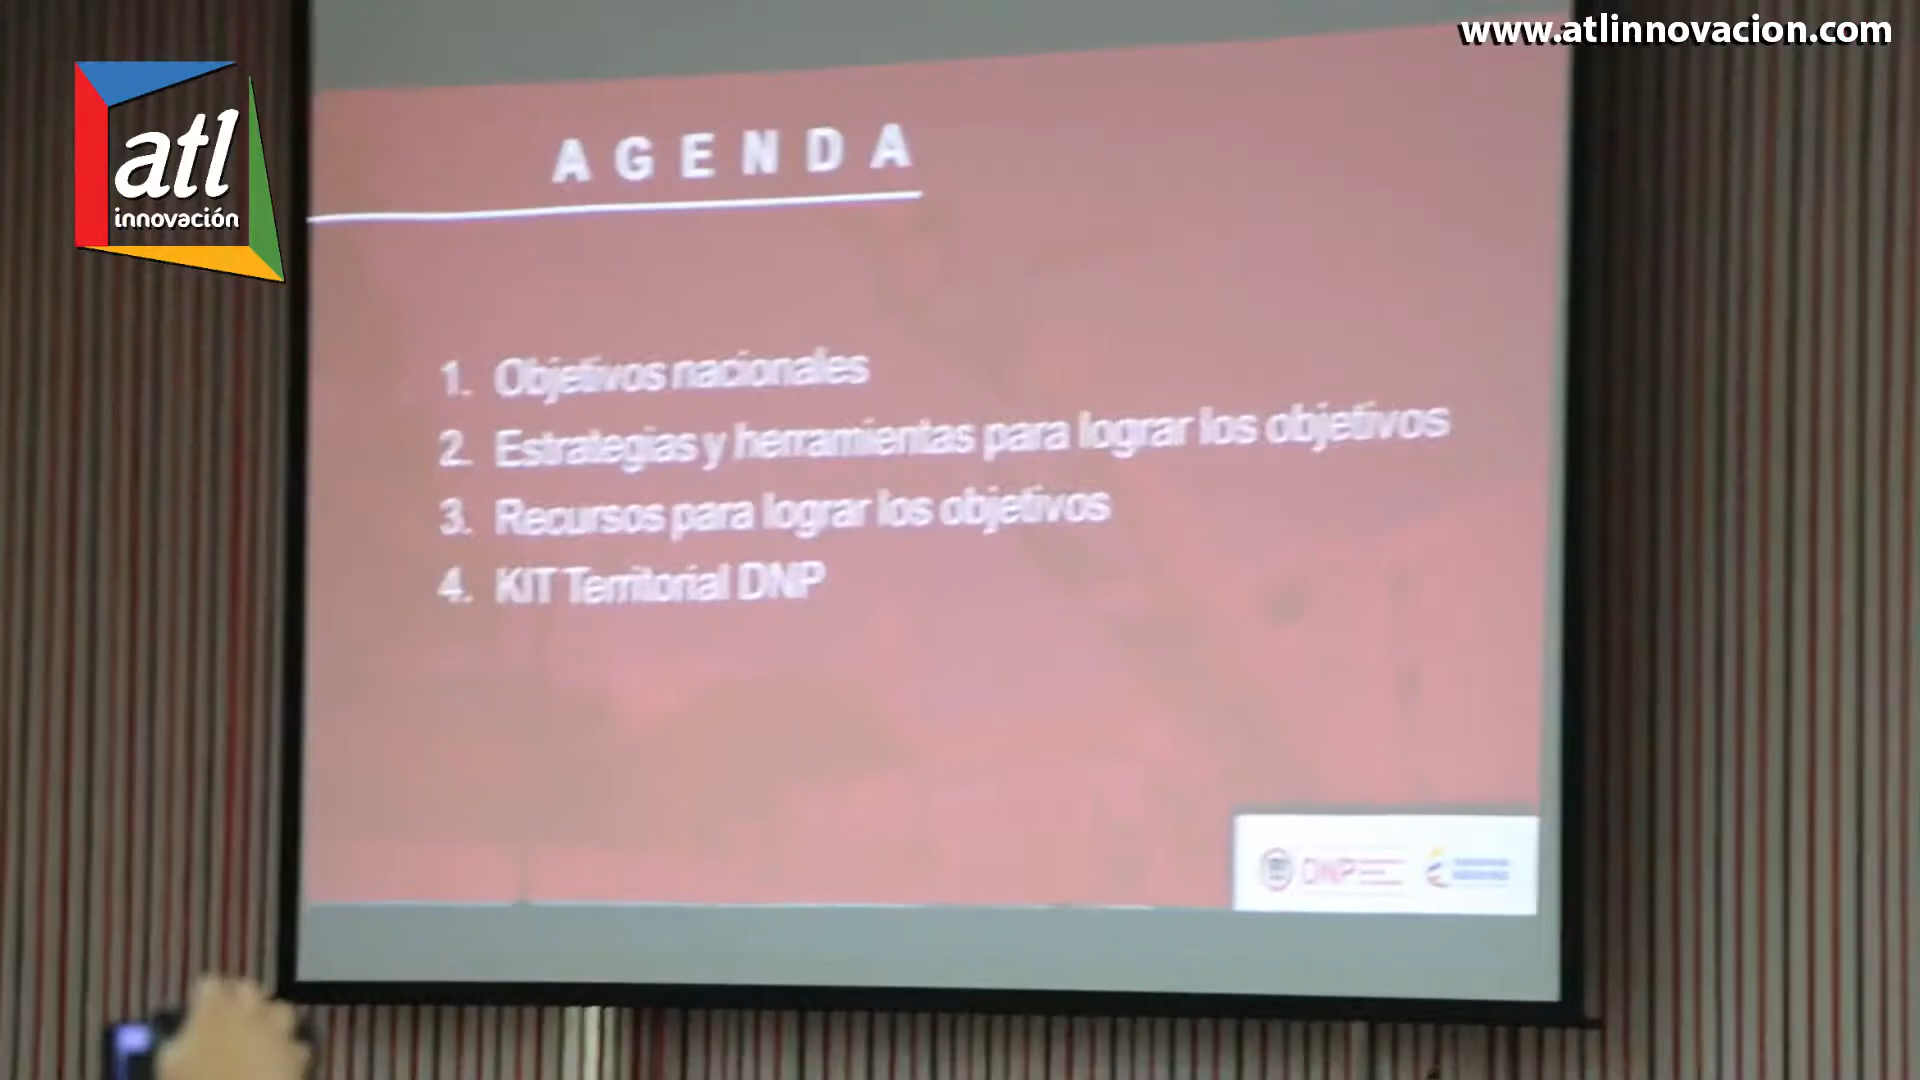 www.atlinnovacion.com
atl
innovación
AGENDA
1. Objetivos nacionales
2. Estrategias y herramientas para lograr los objetivos
3. Recursos para lograr los objetivos
4. KIT Territorial DNP
DNP